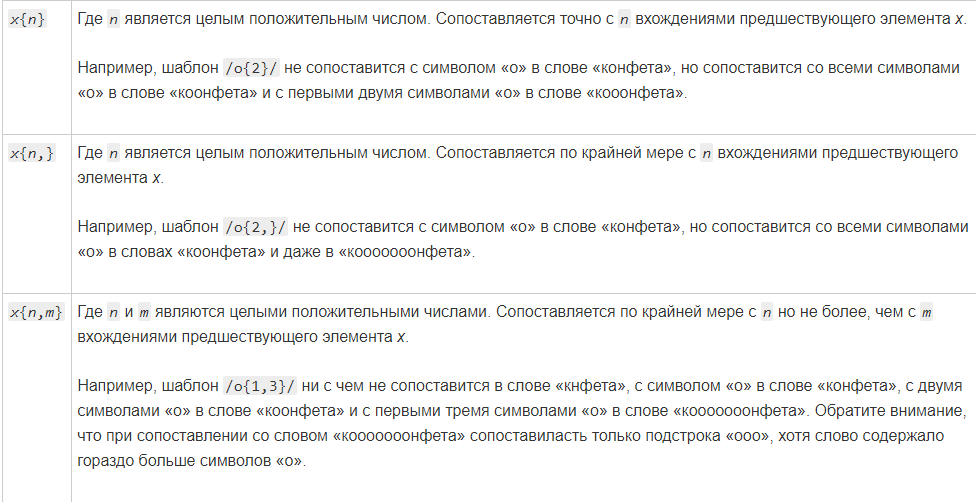 x{n} Где n является целым положительным числом. Сопоставляется точно с n вхождениями предшествующего элемента x.
Например, шаблон /o{2}/ не сопоставится с символом «о» в слове «конфета», но сопоставится со всеми символами
«о» в слове «коонфета» и с первыми двумя символами «о» в слове «кооонфета».
x{n,} Где n является целым положительным числом. Сопоставляется по крайней мере с n вхождениями предшествующего
элемента x.
Например, шаблон /o{2,}/ не сопоставится с символом «о» в слове «конфета», но сопоставится со всеми символами
«о» в словах «коонфета» и даже в «кооооооонфета».
x{n,m} Где n и m являются целыми положительными числами. Сопоставляется по крайней мере с n но не более, чем с m
вхождениями предшествующего элемента x.
Например, шаблон /o{1,3}/ ни с чем не сопоставится в слове «кнфета», с символом «о» в слове «конфета», с двумя
символами «о» в слове «коонфета» и с первыми тремя символами «о» в слове «кооооооонфета». Обратите внимание,
что при сопоставлении со словом «кооооооонфета» сопоставиласть только подстрока «ооо», хотя слово содержало
гораздо больше символов «о».